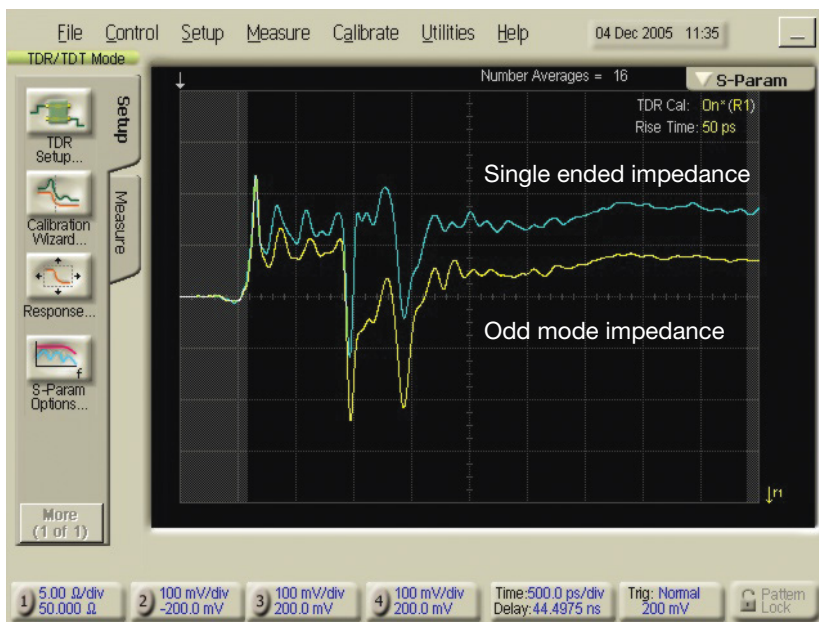 File Control Setup Measure Calibrate Utilities Help 04 Dec 2005 11:35
TDR/TDT Mode
Number Averages = 16
S-Param
TDR Cal: On*(R1)
Rise Time: 50 ps
Setup
Measure
TDR
Setup...
Calibration
Wizard...
Response...
f
S-Param
Options...
More
(1 of 1)
Single ended impedance
Odd mode impedance
r1
1 5.00 Ω/div
50.000 Ω
2 100 mV/div
-200.0 mV
3 100 mV/div
200.0 mV
4 100 mV/div
200.0 mV
Time:500.0 ps/div
Delay:44.4975 ns
Trig: Normal
200 mV
Pattern
Lock